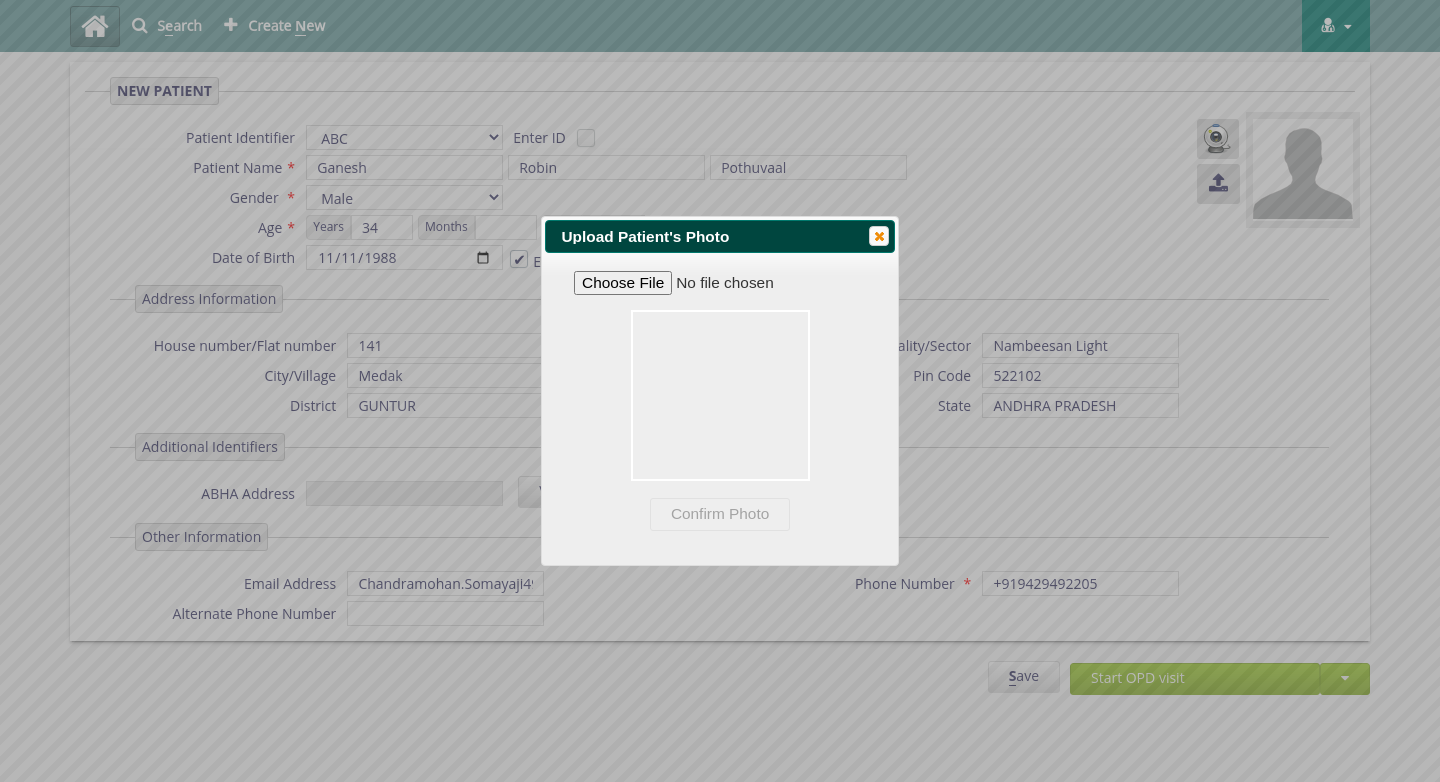 Search Create New
NEW PATIENT
Patient Identifier ABC Enter ID
Patient Name * Ganesh Robin Pothuvaal
Gender * Male
Age * Years 34 Months
Upload Patient's Photo
Date of Birth 11/11/1988
Choose File No file chosen
Address Information
House number/Flat number 141 ality/Sector Nambeesan Light
City/Village Medak Pin Code 522102
District GUNTUR State ANDHRA PRADESH
Additional Identifiers
ABHA Address
Confirm Photo
Other Information
Email Address Chandramohan.Somayaji4 Phone Number * +919429492205
Alternate Phone Number
Save Start OPD visit